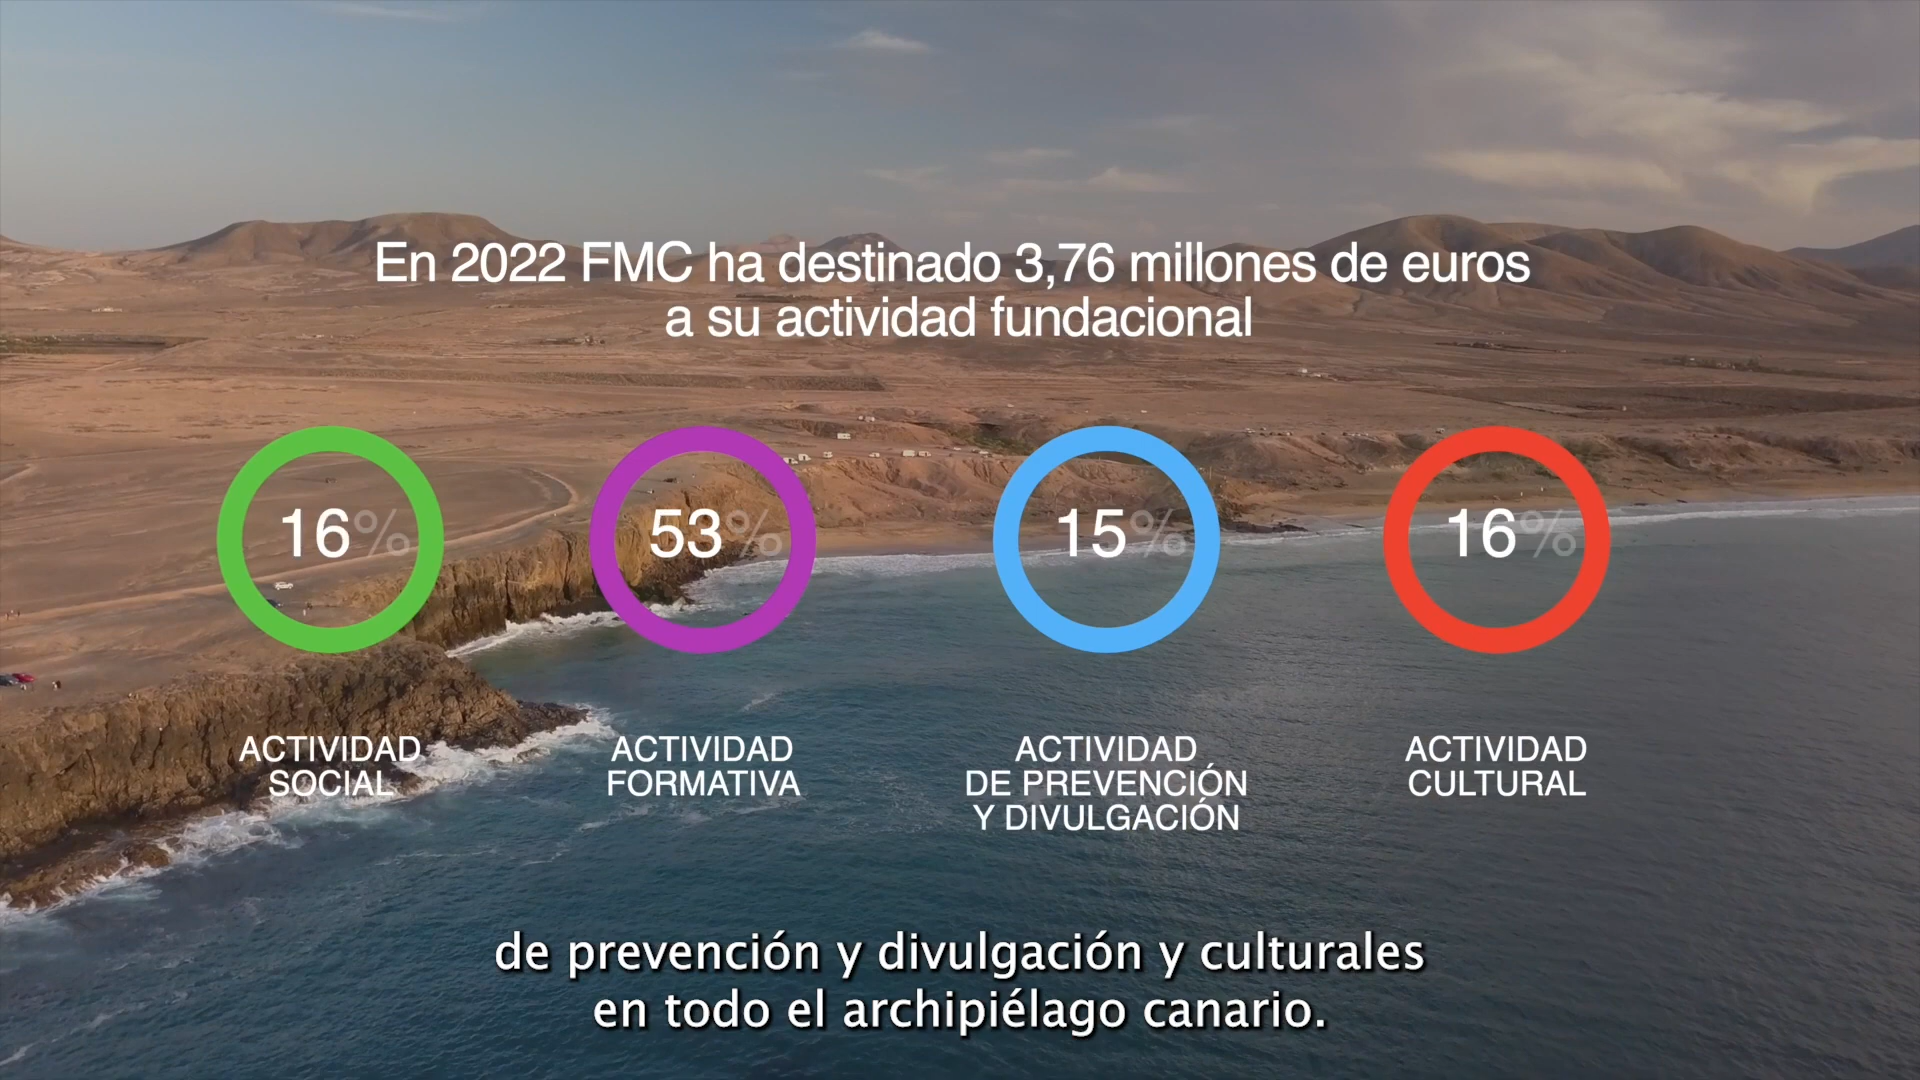 En 2022 FMC ha destinado 3,76 millones de euros
a su actividad fundacional
16%
53%
15%
16%
ACTIVIDAD
SOCIAL
ACTIVIDAD
FORMATIVA
ACTIVIDAD
DE PREVENCIÓN
Y DIVULGACIÓN
ACTIVIDAD
CULTURAL
de prevención y divulgación y culturales
en todo el archipiélago canario.